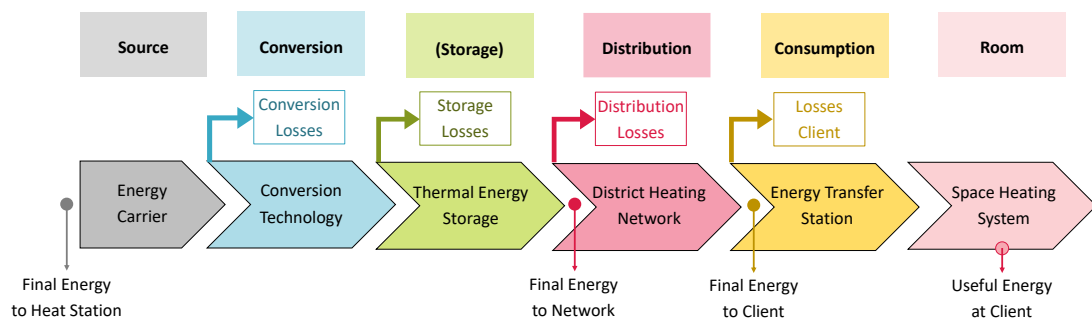 Source
Conversion
(Storage)
Distribution
Consumption
Room
Conversion
Losses
Storage
Losses
Distribution
Losses
Losses
Client
Energy
Carrier
Conversion
Technology
Thermal Energy
Storage
District Heating
Network
Energy Transfer
Station
Space Heating
System
Final Energy
to Heat Station
Final Energy
to Network
Final Energy
to Client
Useful Energy
at Client